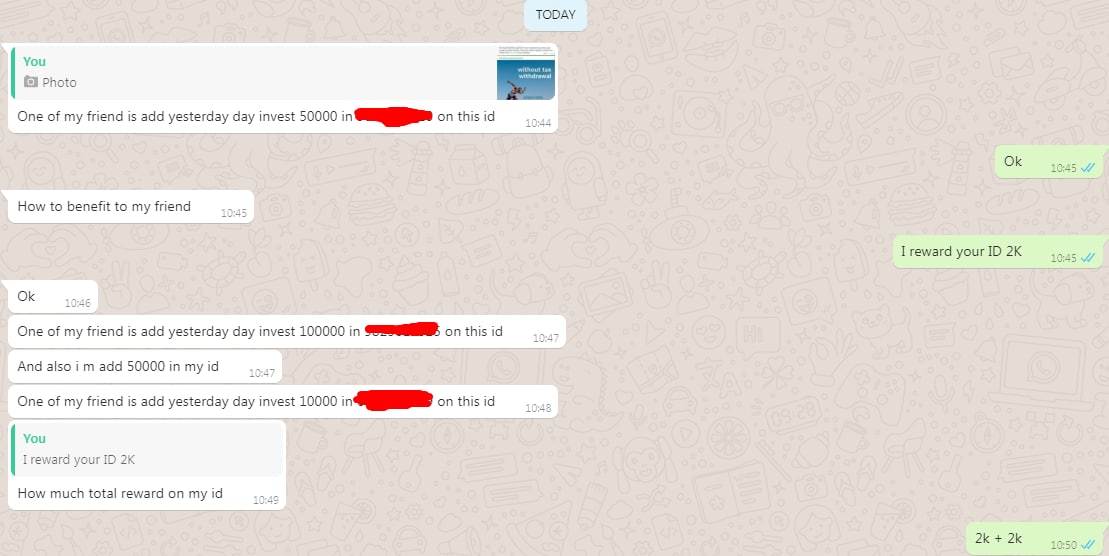 TODAY
You
Photo
without tax
withdrawal
One of my friend is add yesterday day invest 50000 in on this id
10:44
Ok
10:45
How to benefit to my friend
10:45
I reward your ID 2K
10:45
Ok
10:46
One of my friend is add yesterday day invest 100000 in on this id
10:47
And also i m add 50000 in my id
10:47
One of my friend is add yesterday day invest 10000 in on this id
10:48
You
I reward your ID 2K
How much total reward on my id
10:49
2k + 2k
10:50